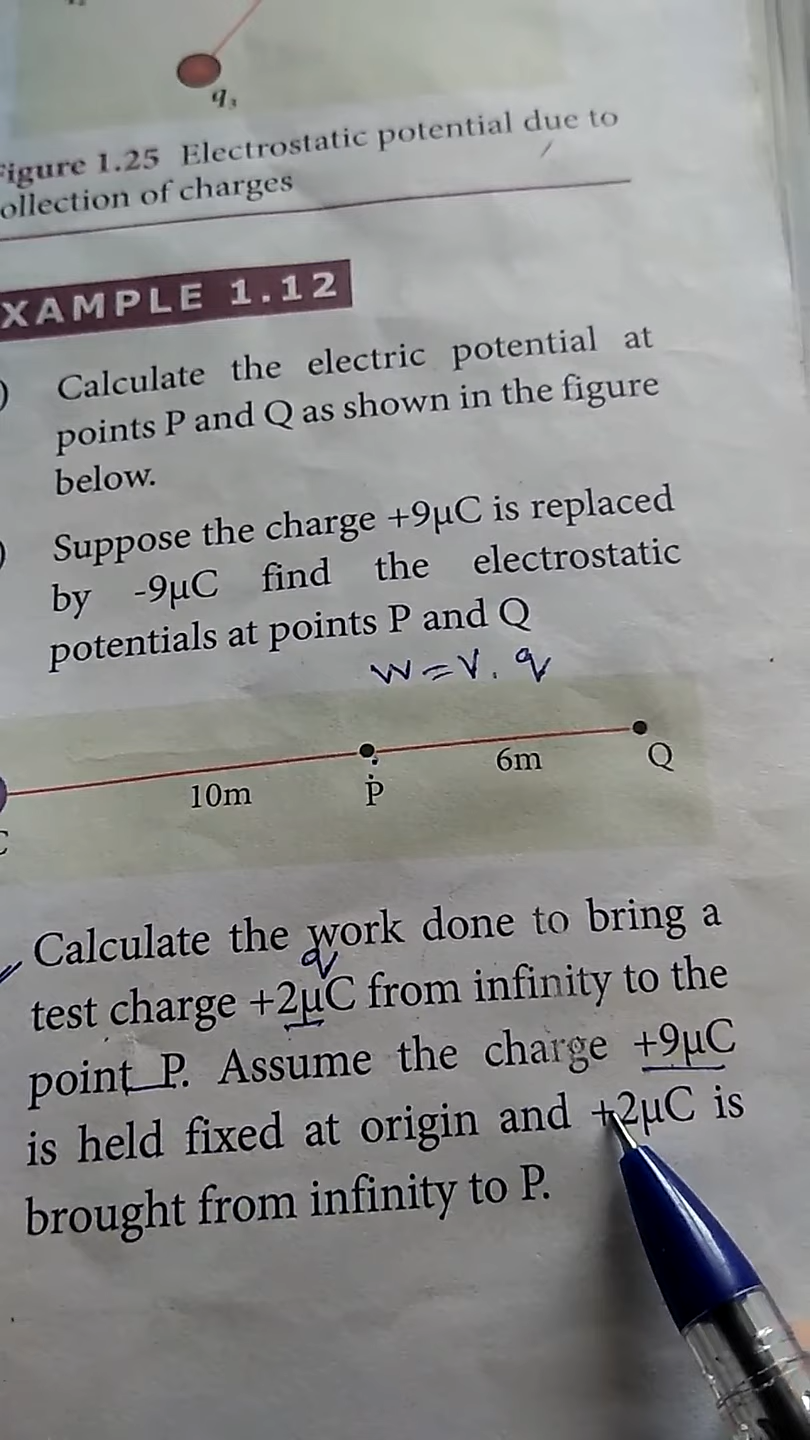 q₃
Figure 1.25 Electrostatic potential due to
ollection of charges
XAMPLE 1.12
) Calculate the electric potential at
points P and Q as shown in the figure
below.
) Suppose the charge +9μC is replaced
by -9μC find the electrostatic
potentials at points P and Q
W = V. q
10m P 6m Q
C
Calculate the work done to bring a
q
test charge +2μC from infinity to the
point P. Assume the charge +9μC
is held fixed at origin and +2μC is
brought from infinity to P.